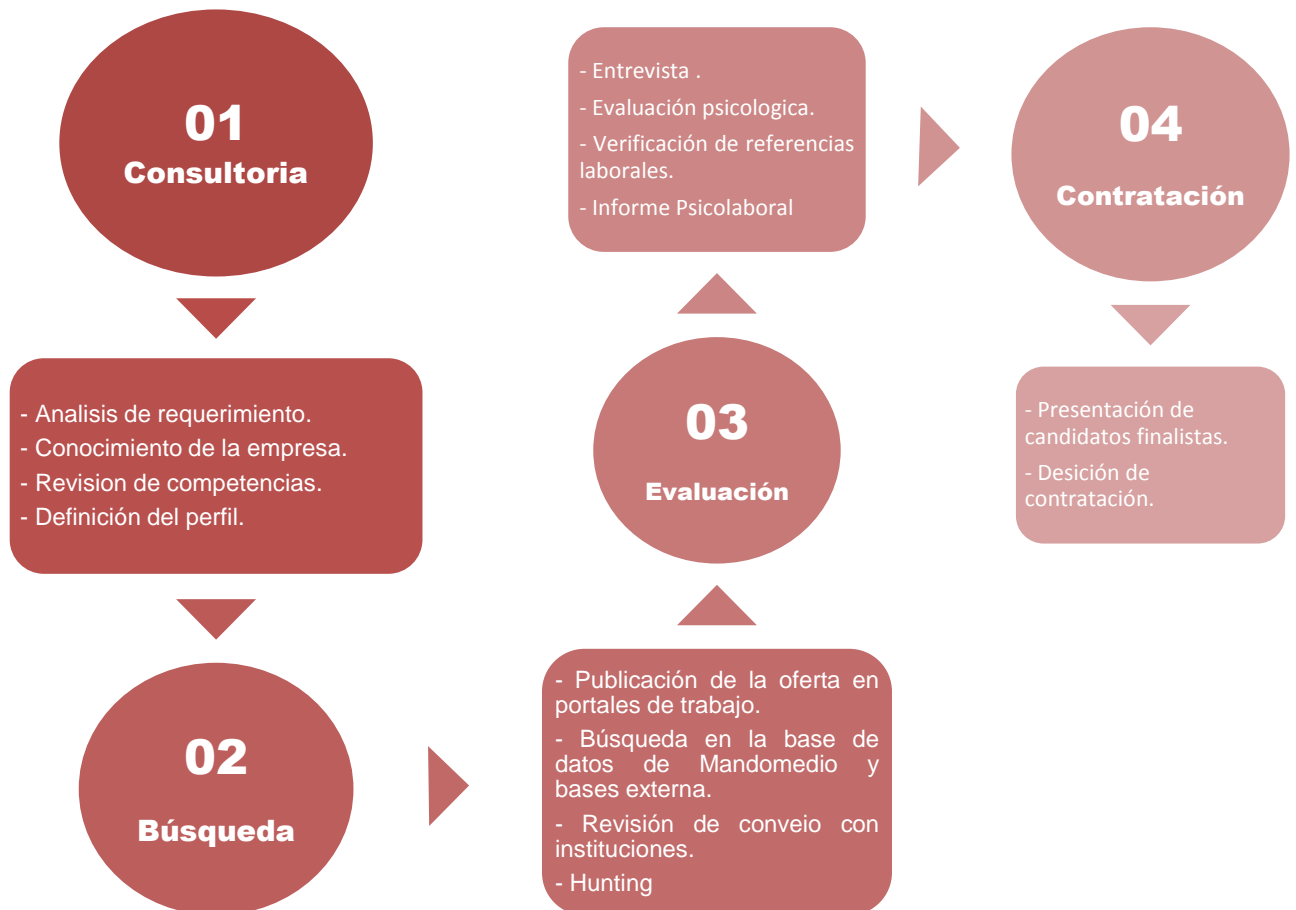 01
Consultoria
- Analisis de requerimiento.
- Conocimiento de la empresa.
- Revision de competencias.
- Definición del perfil.
02
Búsqueda
- Publicación de la oferta en
portales de trabajo.
- Búsqueda en la base de
datos de Mandomedio y
bases externa.
- Revisión de conveio con
instituciones.
- Hunting
03
Evaluación
- Entrevista .
- Evaluación psicologica.
- Verificación de referencias
laborales.
- Informe Psicolaboral
04
Contratación
- Presentación de
candidatos finalistas.
- Desición de
contratación.